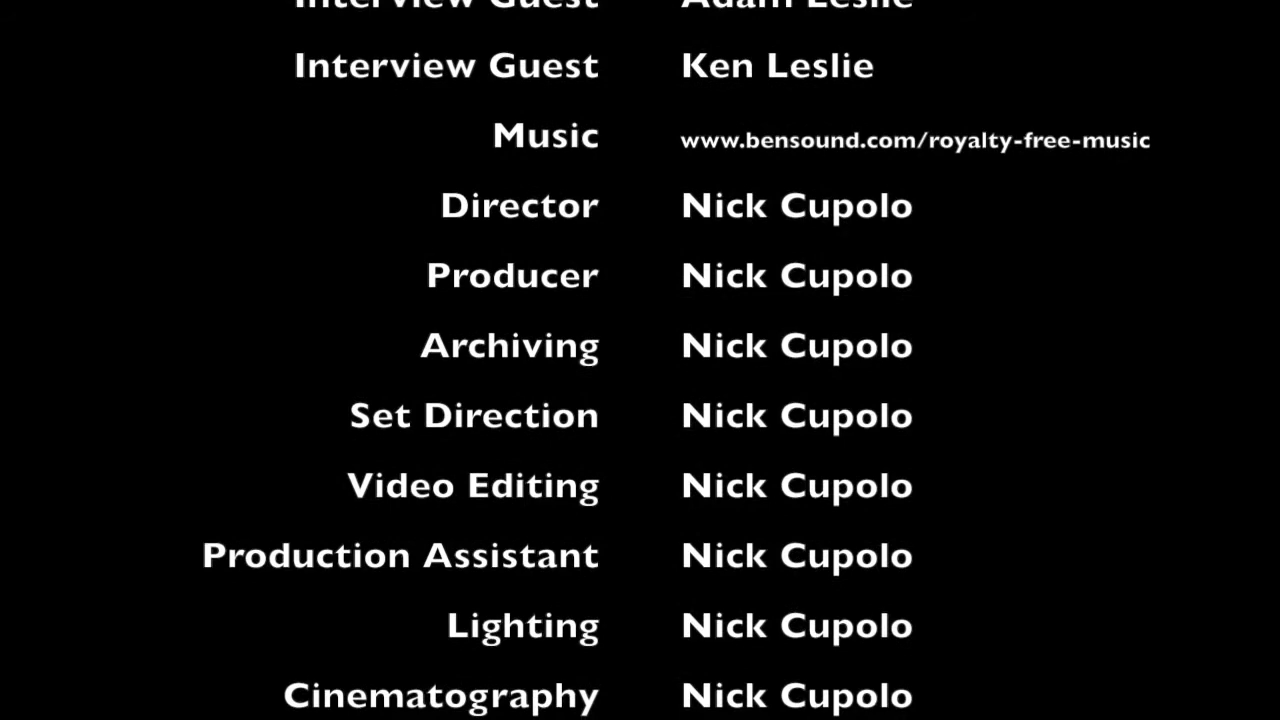 Interview Guest Adam Leslie
Interview Guest Ken Leslie
Music www.bensound.com/royalty-free-music
Director Nick Cupolo
Producer Nick Cupolo
Archiving Nick Cupolo
Set Direction Nick Cupolo
Video Editing Nick Cupolo
Production Assistant Nick Cupolo
Lighting Nick Cupolo
Cinematography Nick Cupolo